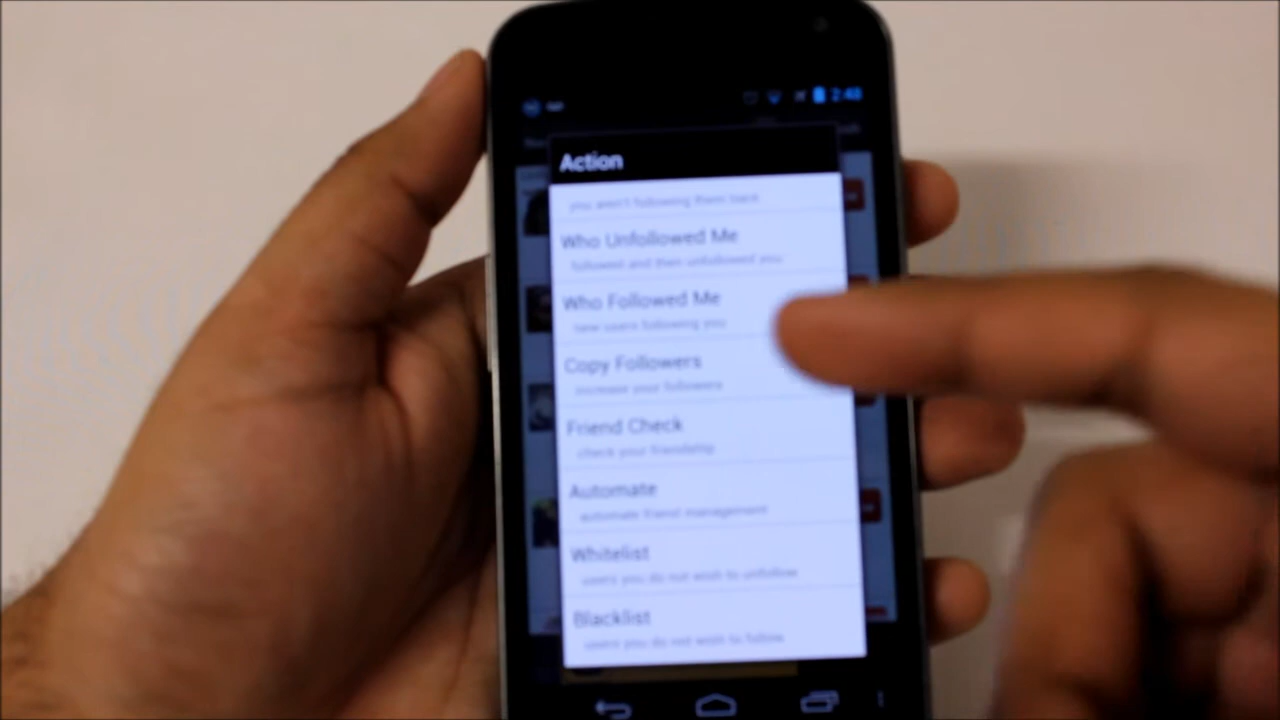 2:48
Action
you aren't following them back
Who Unfollowed Me
followed and then unfollowed you
Who Followed Me
new users following you
Copy Followers
increase your followers
Friend Check
check your friendship
Automate
automate friend management
Whitelist
users you do not wish to unfollow
Blacklist
users you do not wish to follow